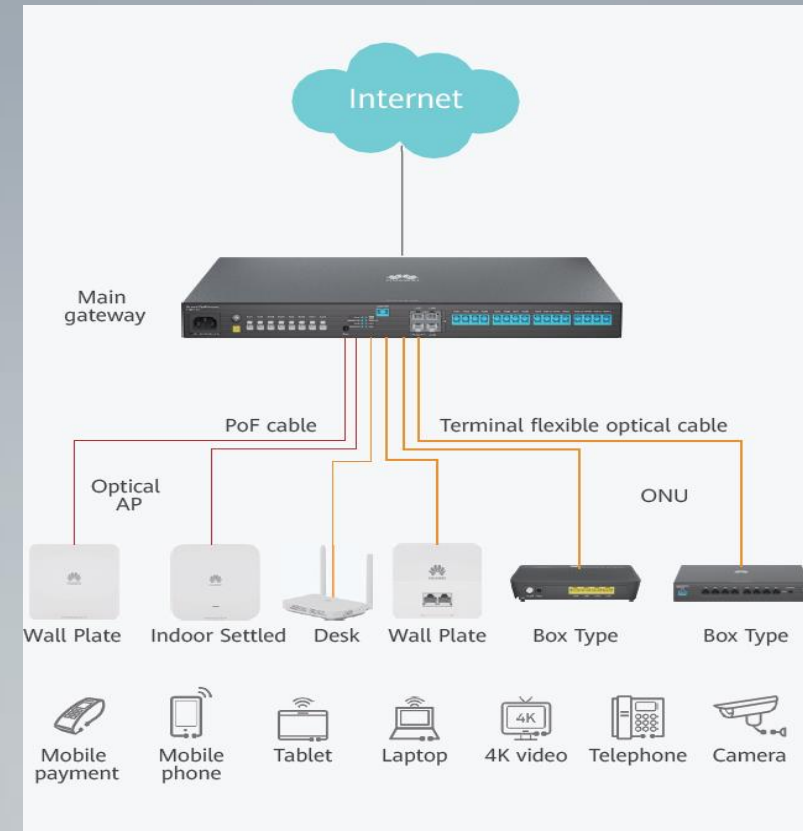 Internet
Main
gateway
PoF cable
Terminal flexible optical cable
Optical
AP
ONU
Wall Plate
Indoor Settled
Desk
Wall Plate
Box Type
Box Type
4K
Mobile
payment
Mobile
phone
Tablet
Laptop
4K video
Telephone
Camera